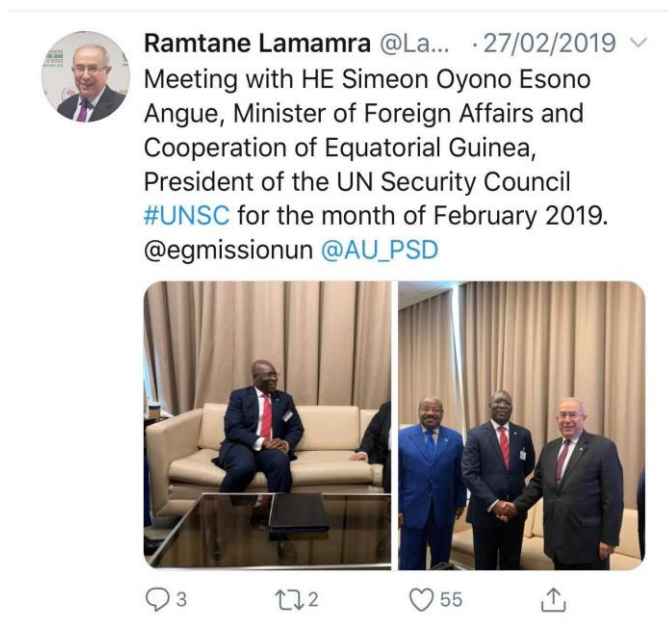 Ramtane Lamamra @La... · 27/02/2019
Meeting with HE Simeon Oyono Esono
Angue, Minister of Foreign Affairs and
Cooperation of Equatorial Guinea,
President of the UN Security Council
#UNSC for the month of February 2019.
@egmissionun @AU_PSD
3 2 55